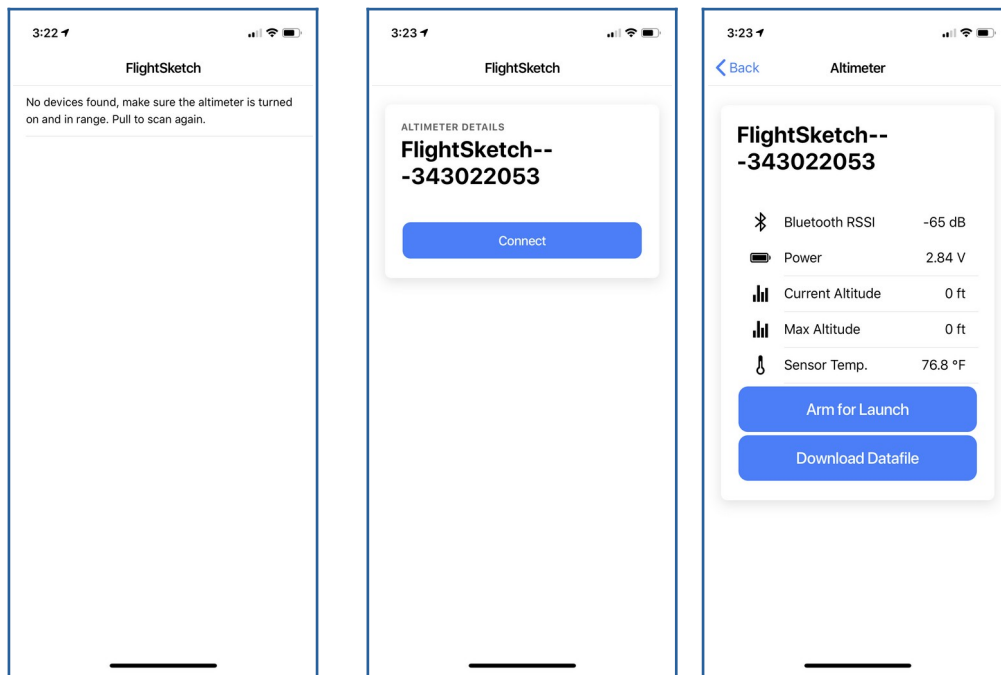 3:22
FlightSketch
No devices found, make sure the altimeter is turned
on and in range. Pull to scan again.
3:23
FlightSketch
ALTIMETER DETAILS
FlightSketch--
-343022053
Connect
3:23
Back Altimeter
FlightSketch--
-343022053
Bluetooth RSSI -65 dB
Power 2.84 V
Current Altitude 0 ft
Max Altitude 0 ft
Sensor Temp. 76.8 °F
Arm for Launch
Download Datafile